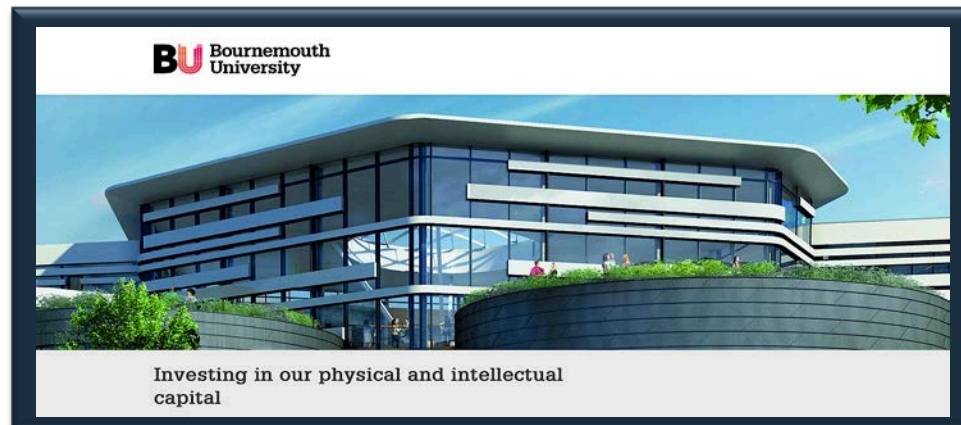 BU Bournemouth
University
Investing in our physical and intellectual
capital